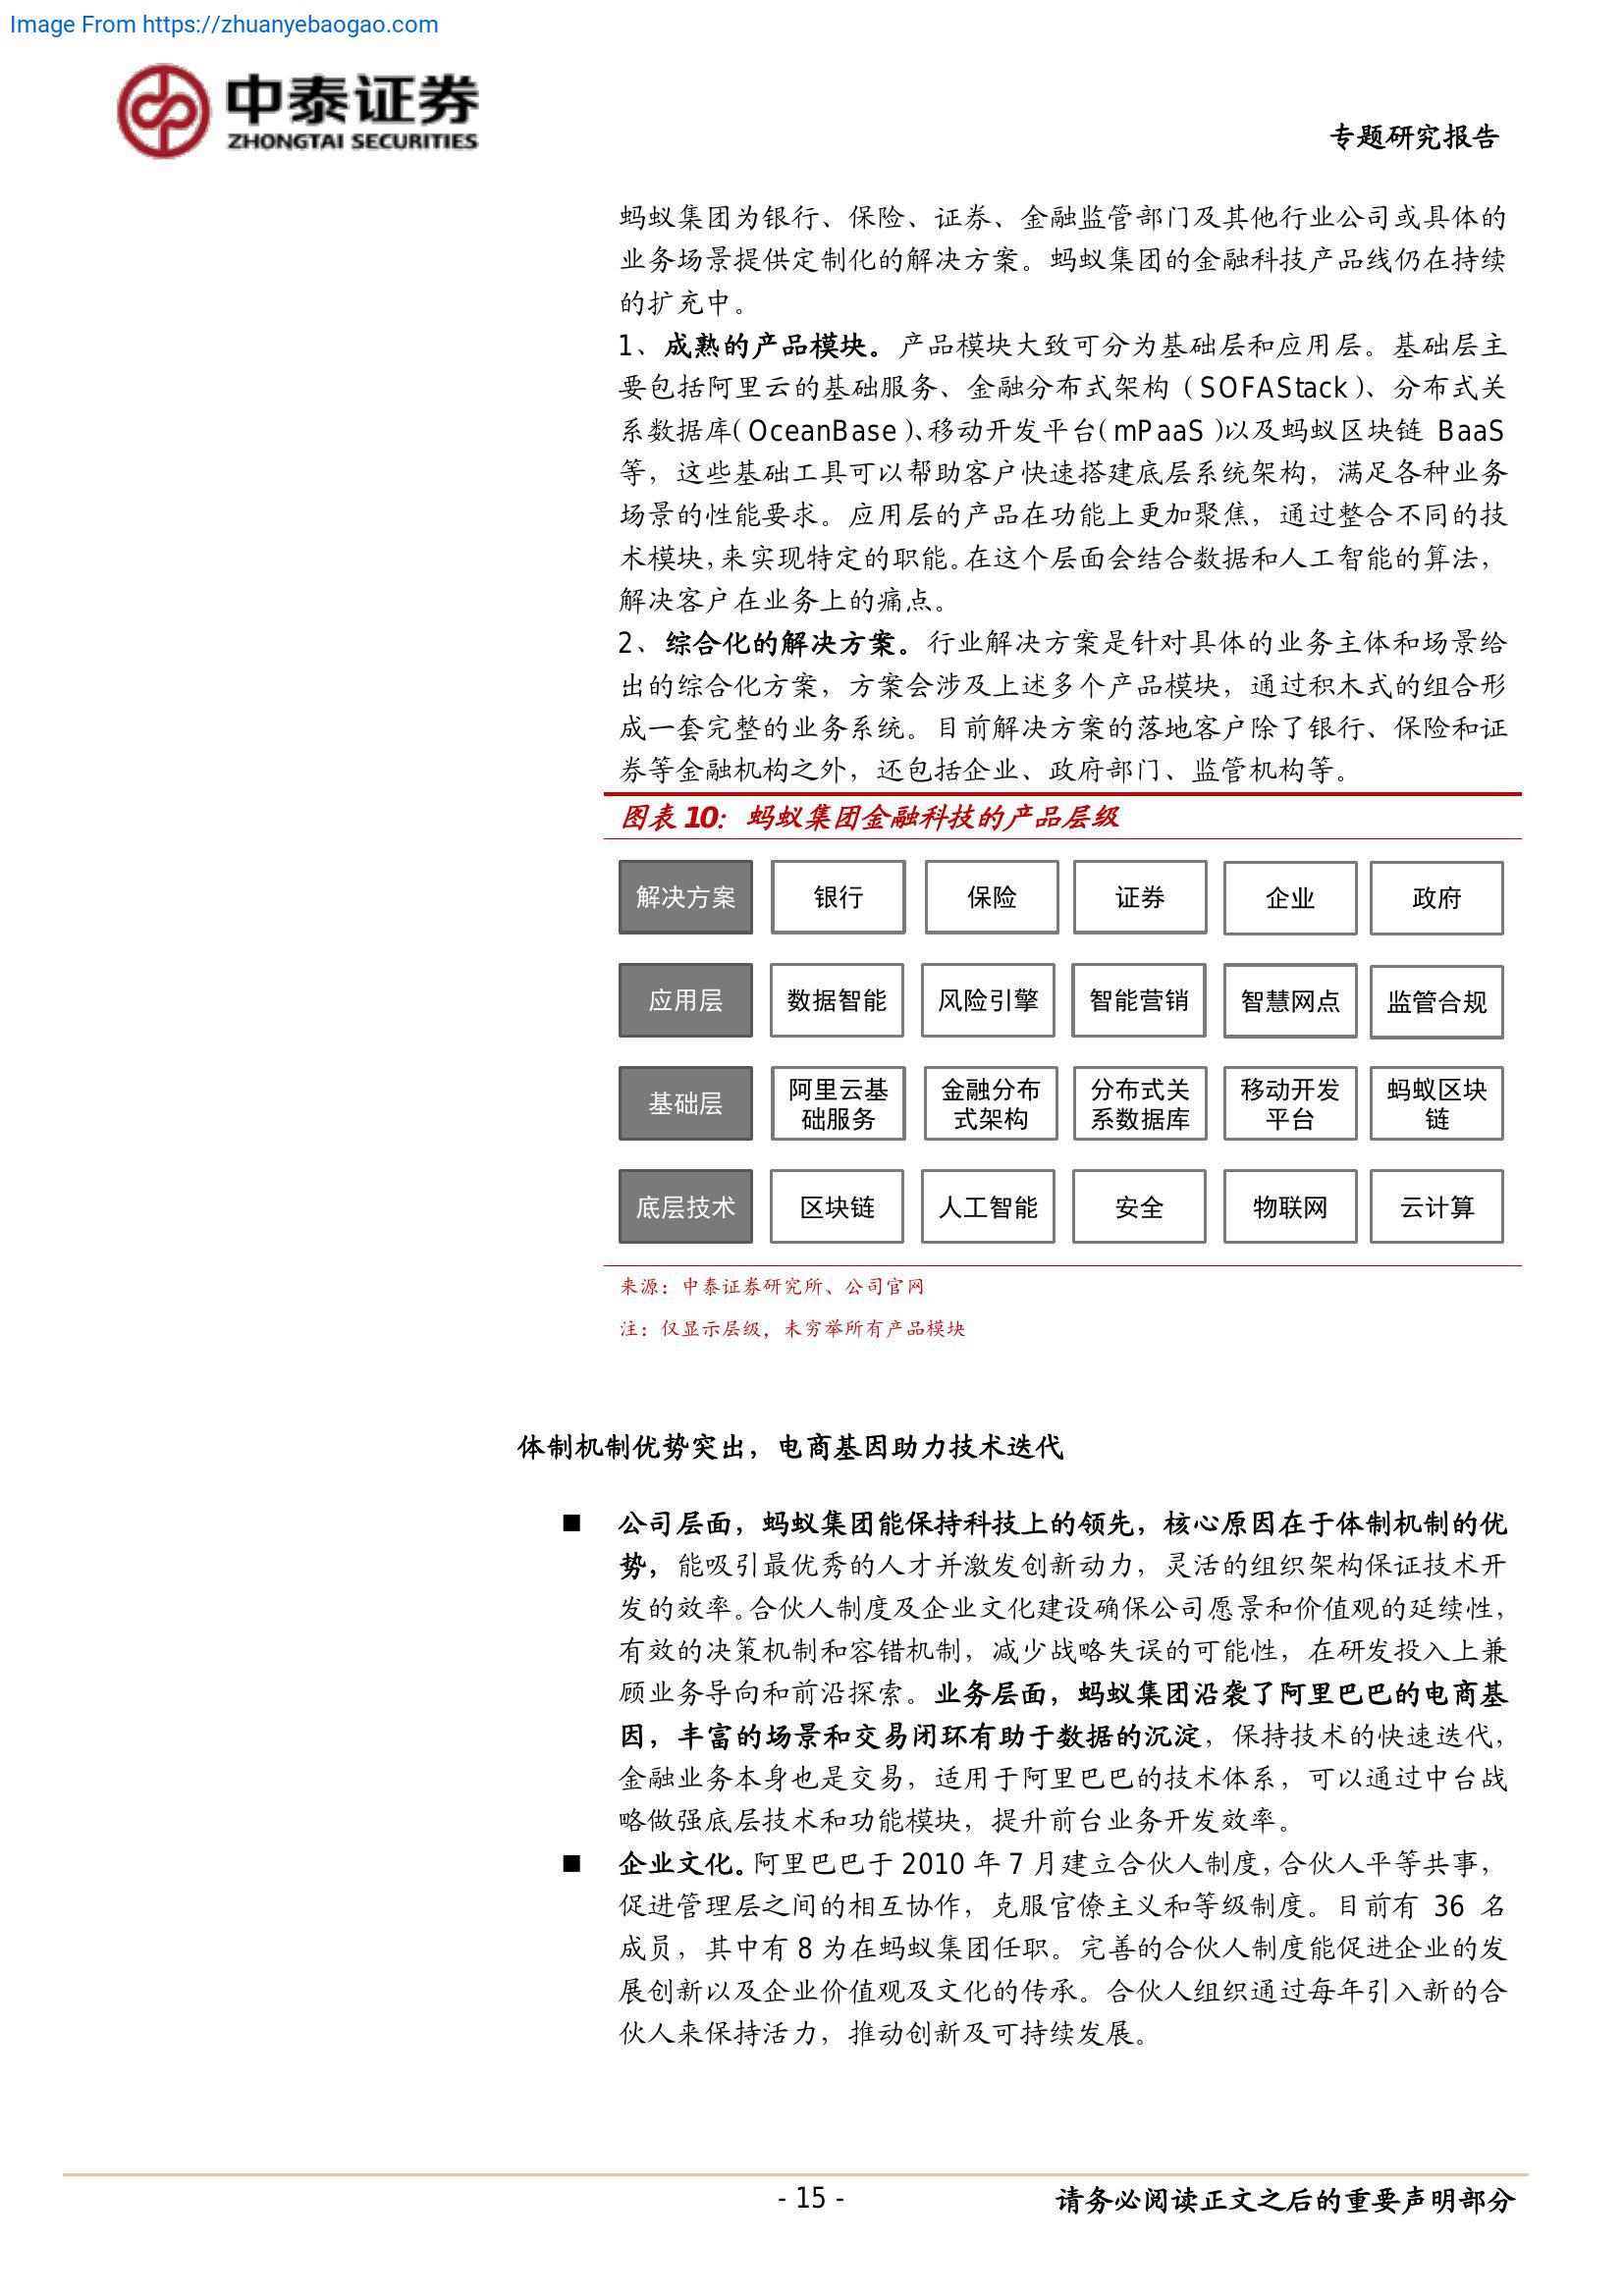 Image From https://zhuanyebaogao.com
中泰证券
ZHONGTAI SECURITIES
专题研究报告
蚂蚁集团为银行、保险、证券、金融监管部门及其他行业公司或具体的
业务场景提供定制化的解决方案。蚂蚁集团的金融科技产品线仍在持续
的扩充中。
1、成熟的产品模块。产品模块大致可分为基础层和应用层。基础层主
要包括阿里云的基础服务、金融分布式架构（SOFAStack）、分布式关
系数据库(OceanBase)、移动开发平台(mPaaS)以及蚂蚁区块链 BaaS
等，这些基础工具可以帮助客户快速搭建底层系统架构，满足各种业务
场景的性能要求。应用层的产品在功能上更加聚焦，通过整合不同的技
术模块，来实现特定的职能。在这个层面会结合数据和人工智能的算法，
解决客户在业务上的痛点。
2、综合化的解决方案。行业解决方案是针对具体的业务主体和场景给
出的综合化方案，方案会涉及上述多个产品模块，通过积木式的组合形
成一套完整的业务系统。目前解决方案的落地客户除了银行、保险和证
券等金融机构之外，还包括企业、政府部门、监管机构等。
图表 10：蚂蚁集团金融科技的产品层级
解决方案 银行 保险 证券 企业 政府
应用层 数据智能 风险引擎 智能营销 智慧网点 监管合规
基础层 阿里云基 金融分布 分布式关 移动开发 蚂蚁区块
础服务 式架构 系数据库 平台 链
底层技术 区块链 人工智能 安全 物联网 云计算
来源：中泰证券研究所、公司官网
注：仅显示层级，未穷举所有产品模块
体制机制优势突出，电商基因助力技术迭代
■ 公司层面，蚂蚁集团能保持科技上的领先，核心原因在于体制机制的优
势，能吸引最优秀的人才并激发创新动力，灵活的组织架构保证技术开
发的效率。合伙人制度及企业文化建设确保公司愿景和价值观的延续性，
有效的决策机制和容错机制，减少战略失误的可能性，在研发投入上兼
顾业务导向和前沿探索。业务层面，蚂蚁集团沿袭了阿里巴巴的电商基
因，丰富的场景和交易闭环有助于数据的沉淀，保持技术的快速迭代，
金融业务本身也是交易，适用于阿里巴巴的技术体系，可以通过中台战
略做强底层技术和功能模块，提升前台业务开发效率。
■ 企业文化。阿里巴巴于 2010 年 7 月建立合伙人制度，合伙人平等共事，
促进管理层之间的相互协作，克服官僚主义和等级制度。目前有 36 名
成员，其中有 8 为在蚂蚁集团任职。完善的合伙人制度能促进企业的发
展创新以及企业价值观及文化的传承。合伙人组织通过每年引入新的合
伙人来保持活力，推动创新及可持续发展。
- 15 -
请务必阅读正文之后的重要声明部分